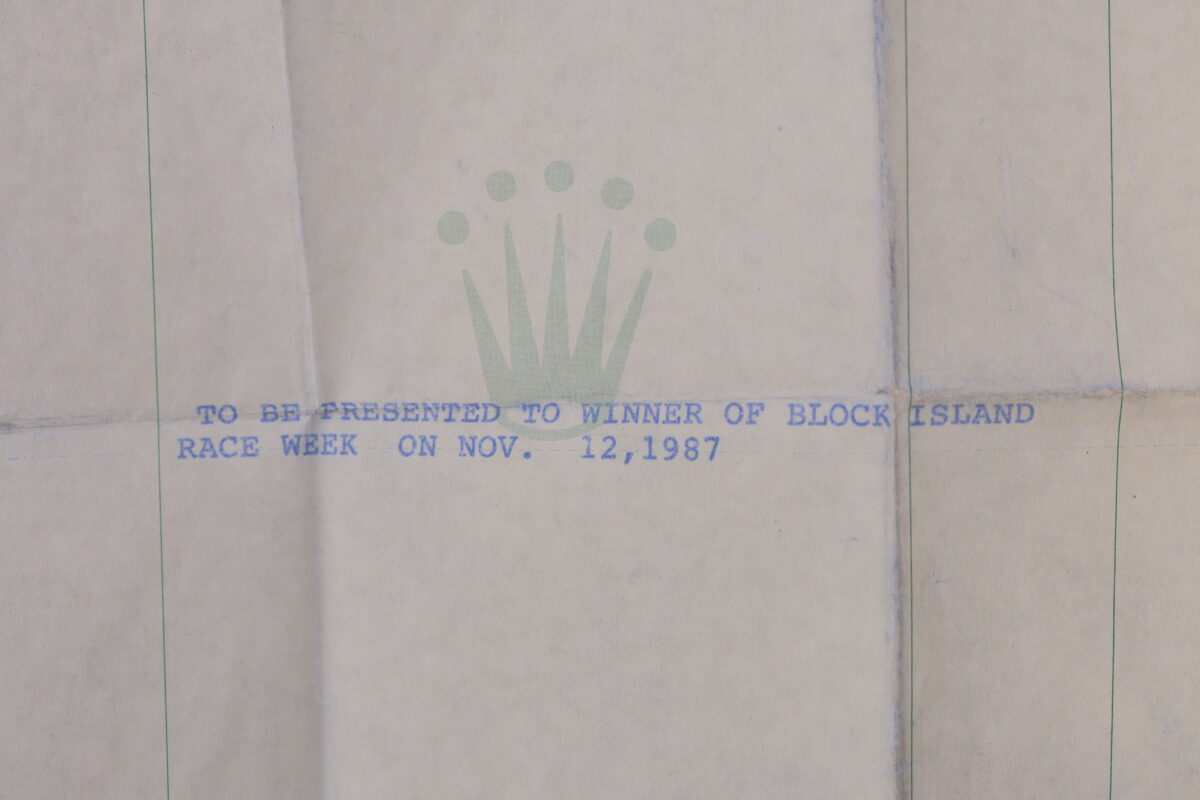 TO BE PRESENTED TO WINNER OF BLOCK ISLAND
RACE WEEK ON NOV. 12,1987